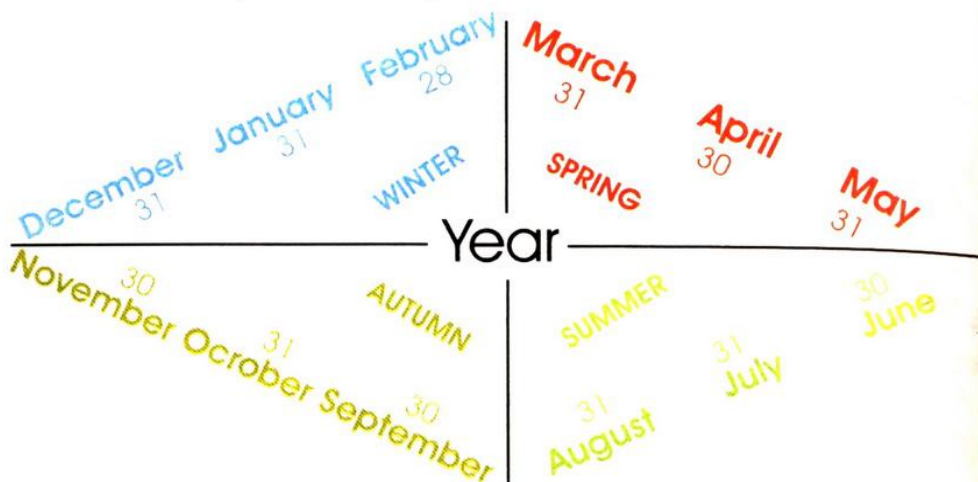 December
31
January
31
February
28
WINTER
March
31
April
30
May
31
SPRING
Year
November
30
Ocrober
31
September
30
AUTUMN
SUMMER
June
30
July
31
August
31